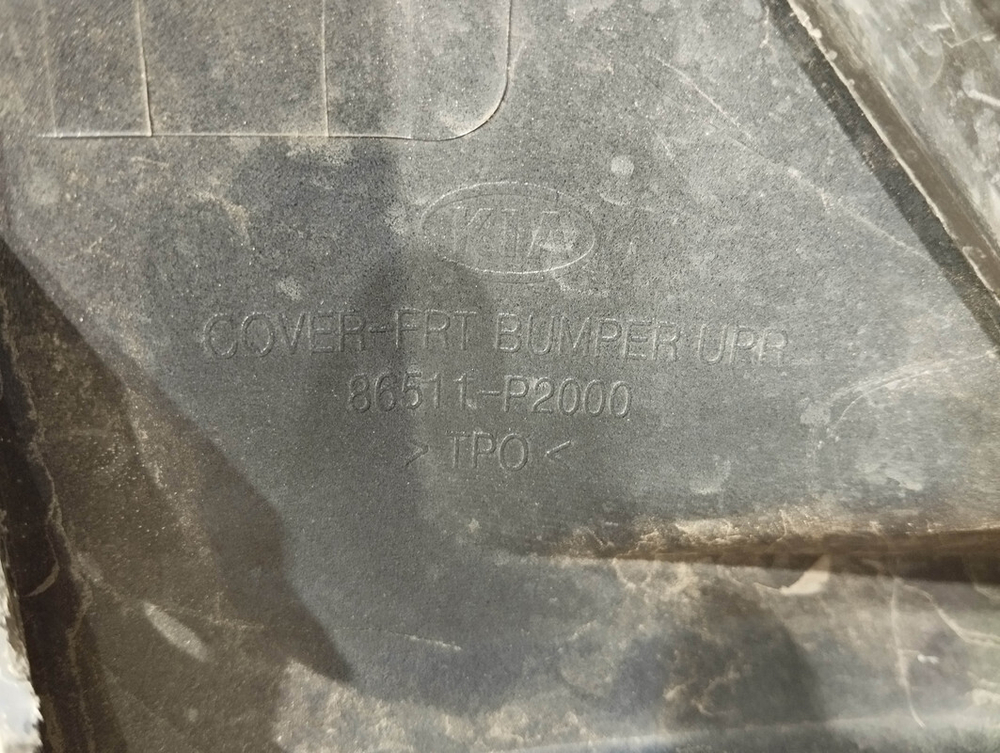 KIA
COVER-FRT BUMPER UPR
86511-P2000
> TPO <